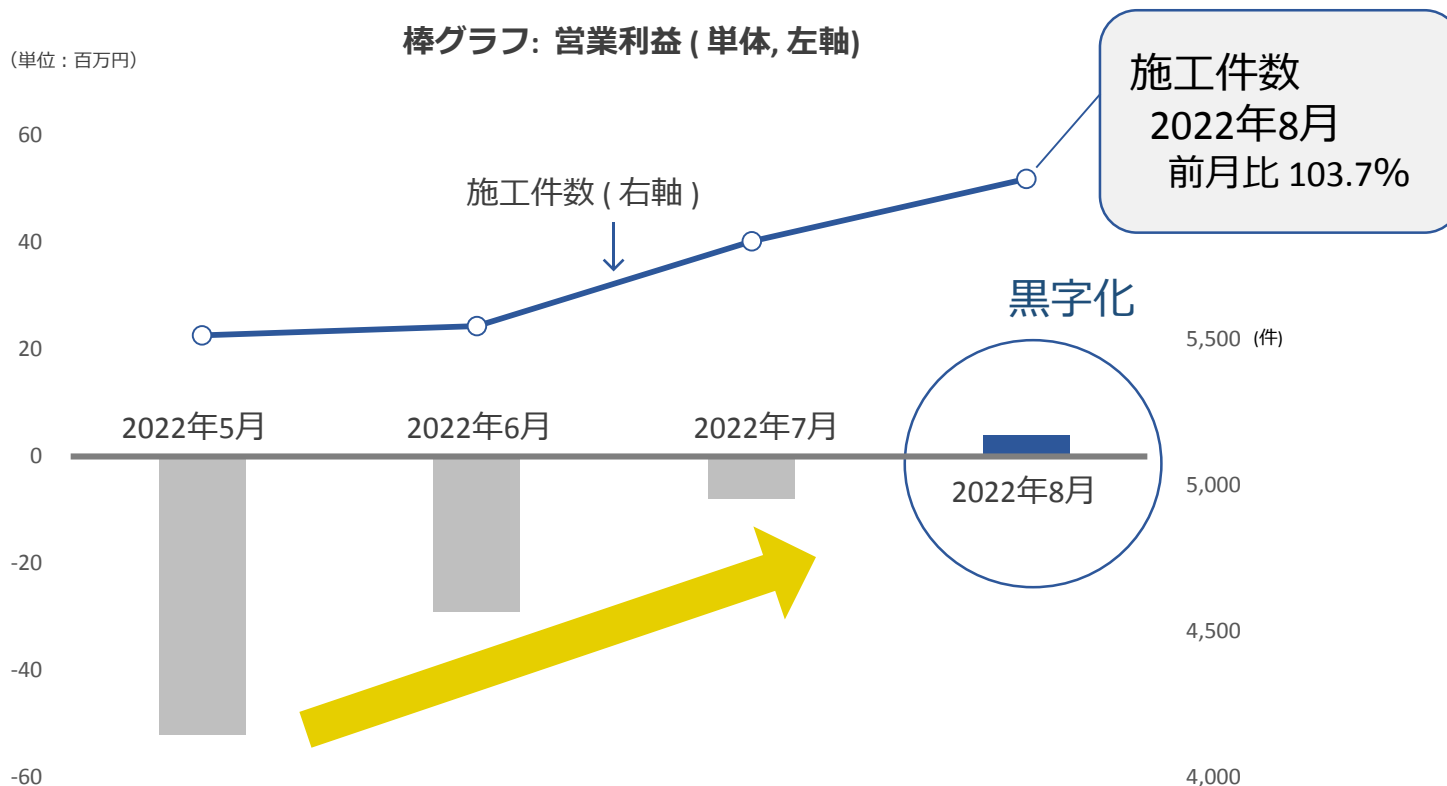 棒グラフ: 営業利益 ( 単体, 左軸)
（単位：百万円）
施工件数
2022年8月
前月比 103.7%
60
施工件数 ( 右軸 )
40
黒字化
20
5,500 (件)
2022年5月
2022年6月
2022年7月
0
2022年8月
5,000
-20
4,500
-40
-60
4,000